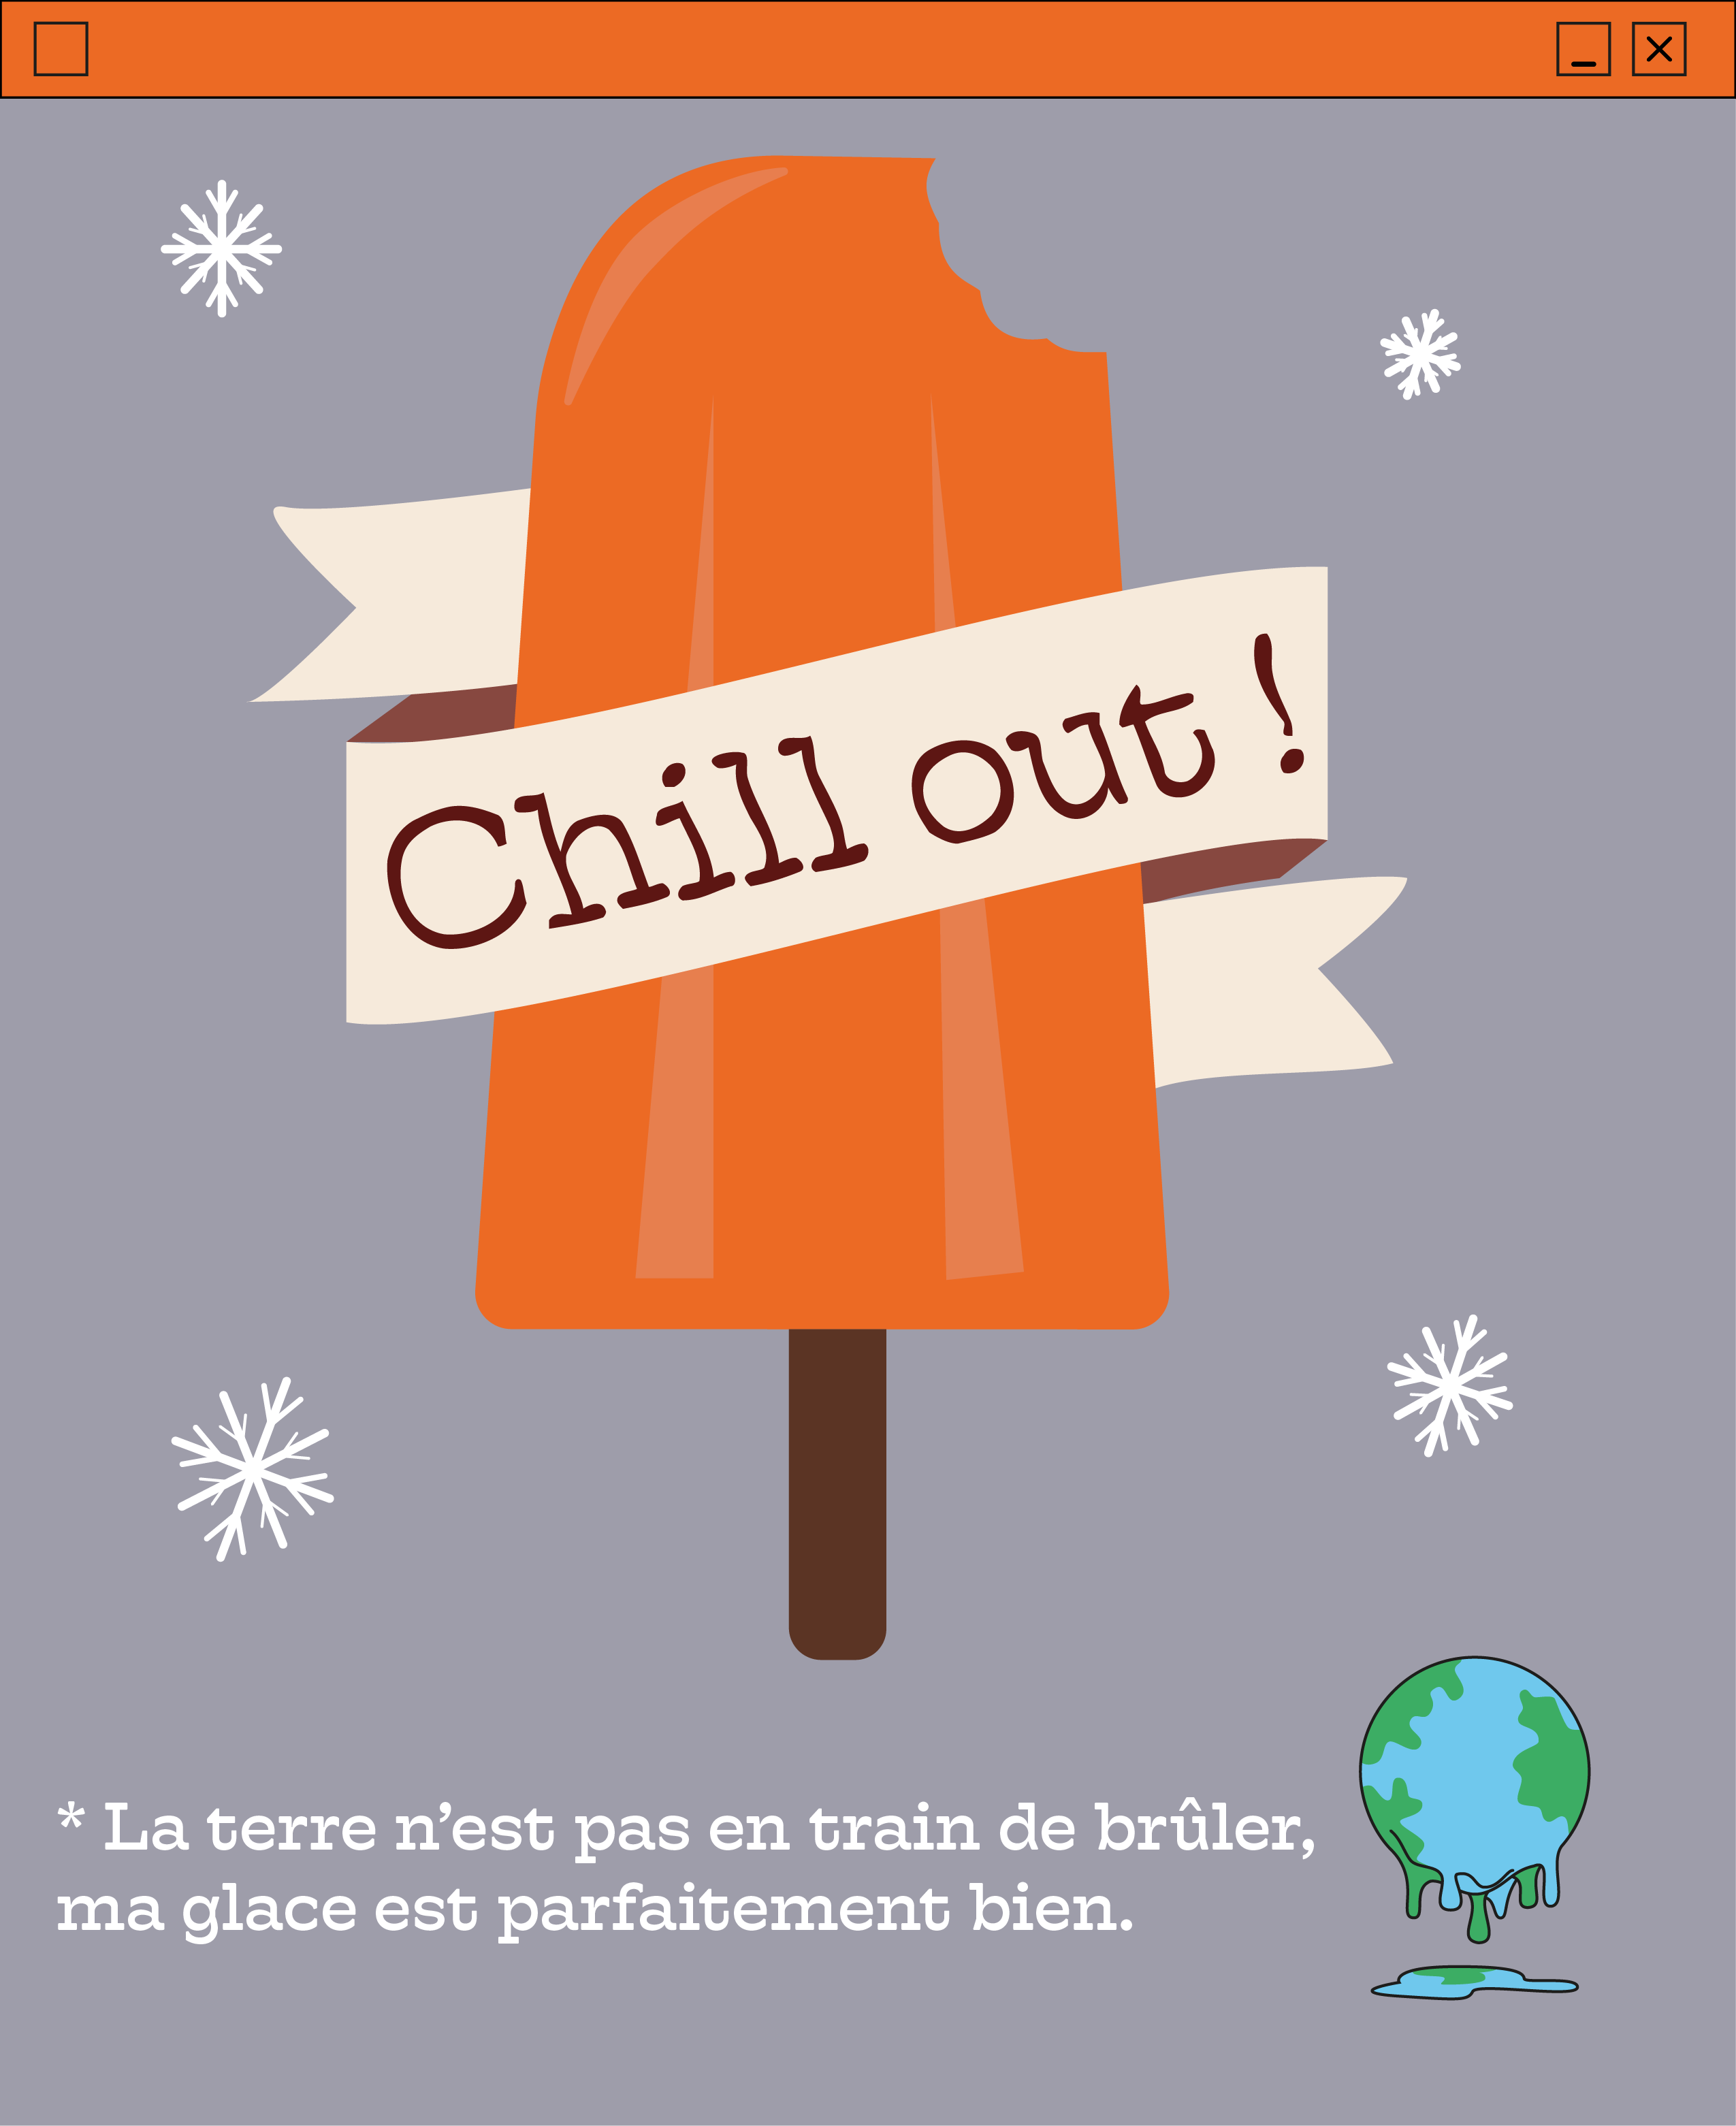 Chill out !
* La terre n’est pas en train de brûler,
ma glace est parfaitement bien.